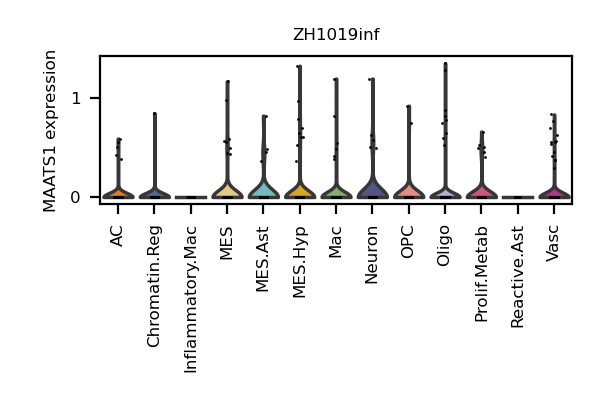 ZH1019inf
MAATS1 expression
1
0
AC
Chromatin.Reg
Inflammatory.Mac
MES
MES.Ast
MES.Hyp
Mac
Neuron
OPC
Oligo
Prolif.Metab
Reactive.Ast
Vasc